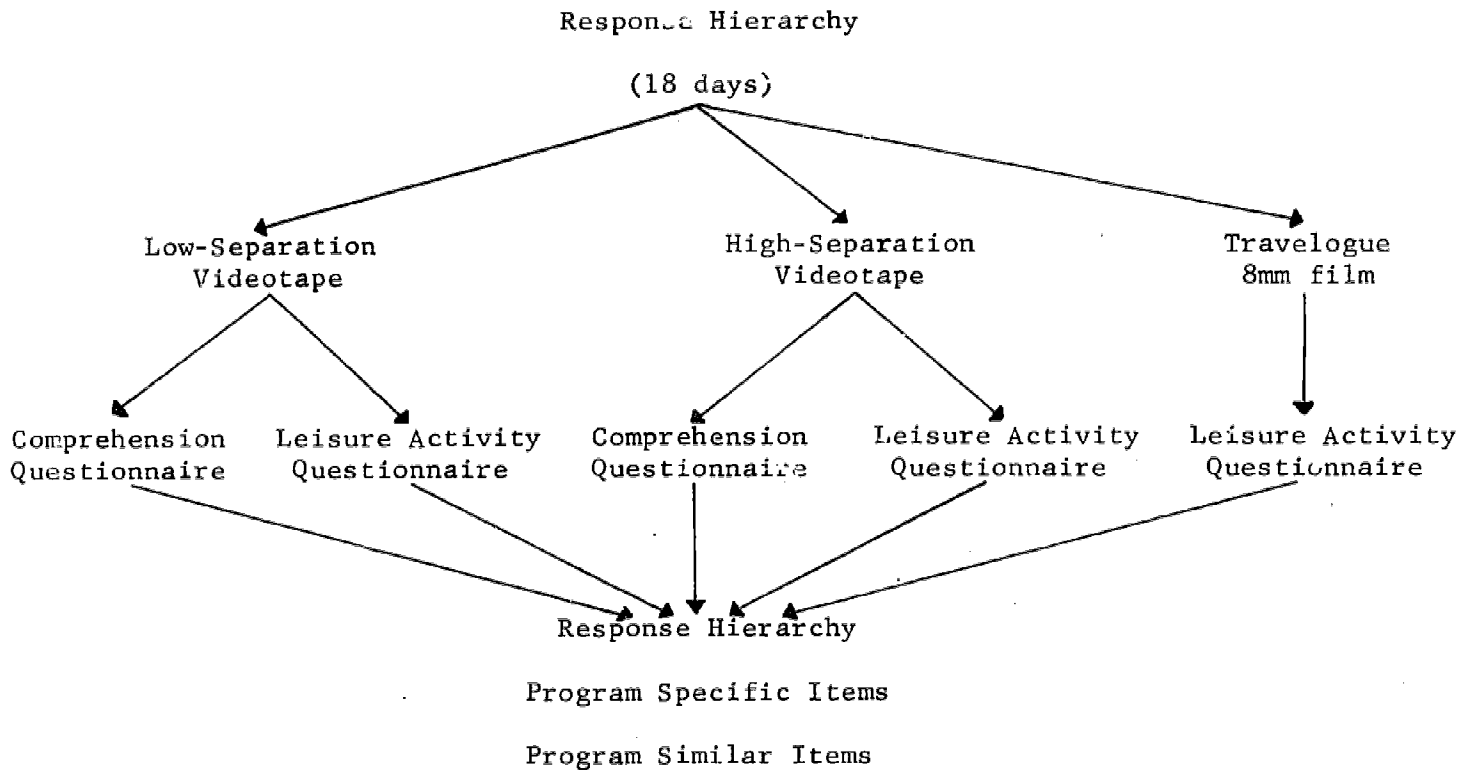 Response Hierarchy
(18 days)
Low-Separation
Videotape
High-Separation
Videotape
Travelogue
8mm film
Comprehension
Questionnaire
Leisure Activity
Questionnaire
Comprehension
Questionnaire
Leisure Activity
Questionnaire
Leisure Activity
Questionnaire
Response Hierarchy
Program Specific Items
Program Similar Items